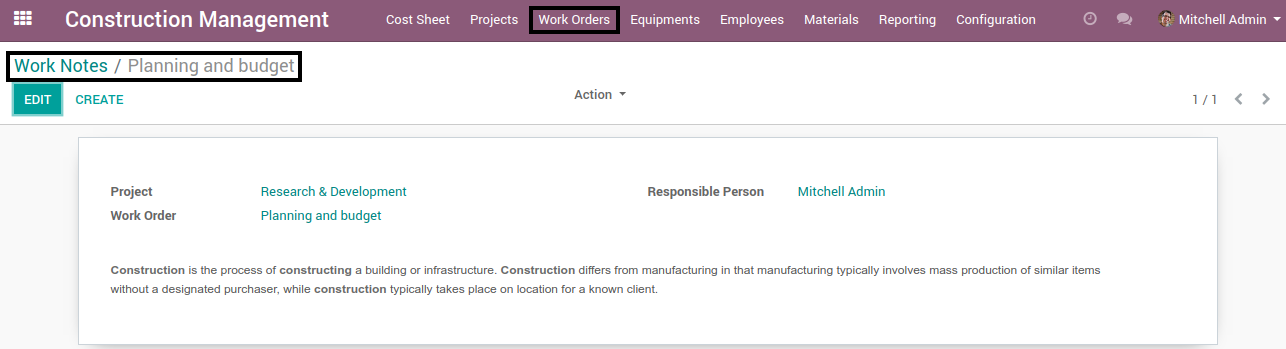 Construction Management Cost Sheet Projects Work Orders Equipments Employees Materials Reporting Configuration Mitchell Admin
Work Notes / Planning and budget
EDIT CREATE Action 1 / 1
Project Research & Development Responsible Person Mitchell Admin
Work Order Planning and budget
Construction is the process of constructing a building or infrastructure. Construction differs from manufacturing in that manufacturing typically involves mass production of similar items
without a designated purchaser, while construction typically takes place on location for a known client.